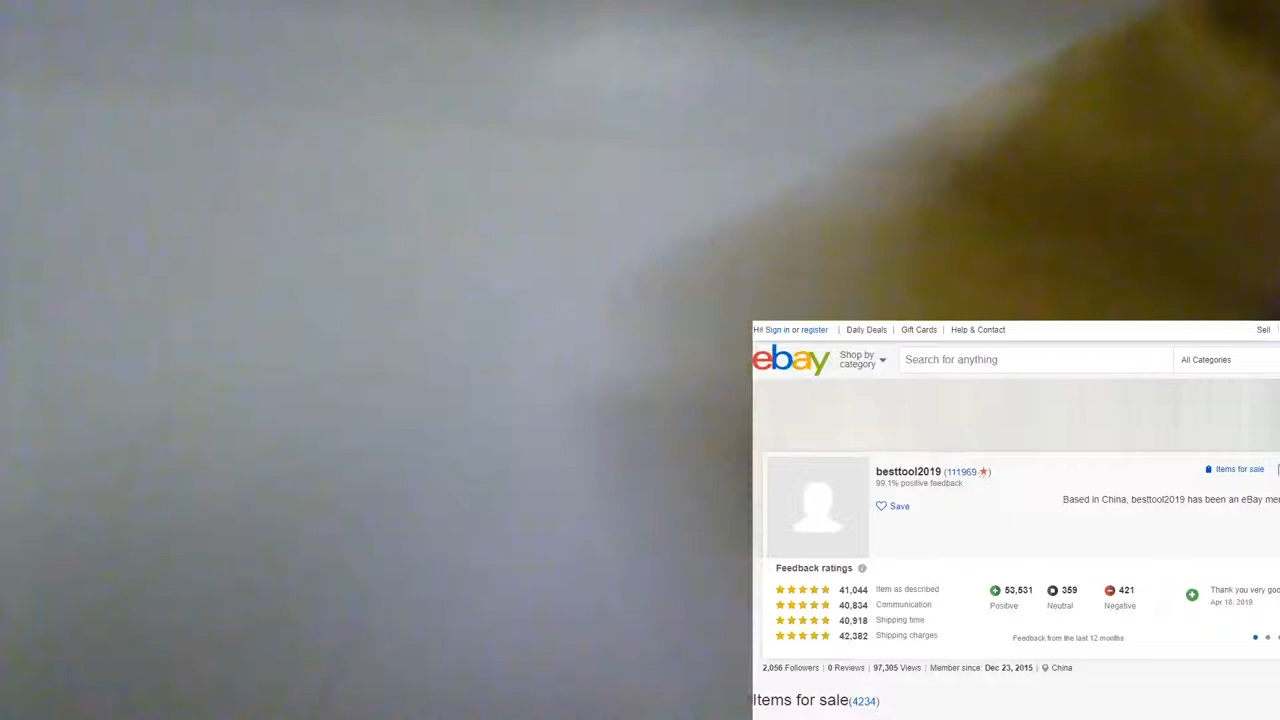 Hi! Sign in or register | Daily Deals | Gift Cards | Help & Contact Sell
ebay Shop by category Search for anything All Categories
besttool2019 (111969)
99.1% positive feedback
Items for sale
Save
Based in China, besttool2019 has been an eBay
Feedback ratings
41,044 Item as described
40,834 Communication
40,918 Shipping time
42,382 Shipping charges
53,531 Positive
359 Neutral
421 Negative
Thank you very
Apr 18, 2019
Feedback from the last 12 months
2,056 Followers | 0 Reviews | 97,305 Views | Member since: Dec 23, 2015 | China
Items for sale(4234)